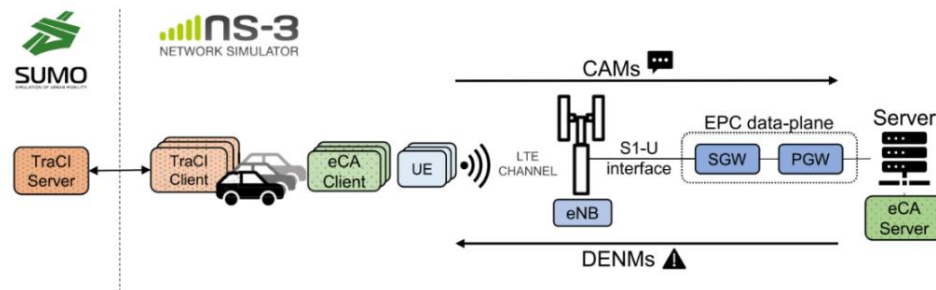 SUMO
SIMULATION OF URBAN MOBILITY
NS-3
NETWORK SIMULATOR
CAMs
EPC data-plane
Server
TraCI
Server
TraCI
Client
eCA
Client
UE
LTE
CHANNEL
S1-U
interface
SGW
PGW
eNB
eCA
Server
DENMs